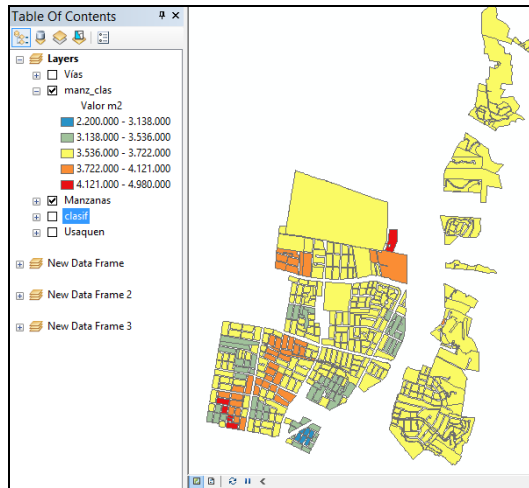 Table Of Contents
Layers
Vías
manz_clas
Valor m2
2.200.000 - 3.138.000
3.138.000 - 3.536.000
3.536.000 - 3.722.000
3.722.000 - 4.121.000
4.121.000 - 4.980.000
Manzanas
clasif
Usaquen
New Data Frame
New Data Frame 2
New Data Frame 3